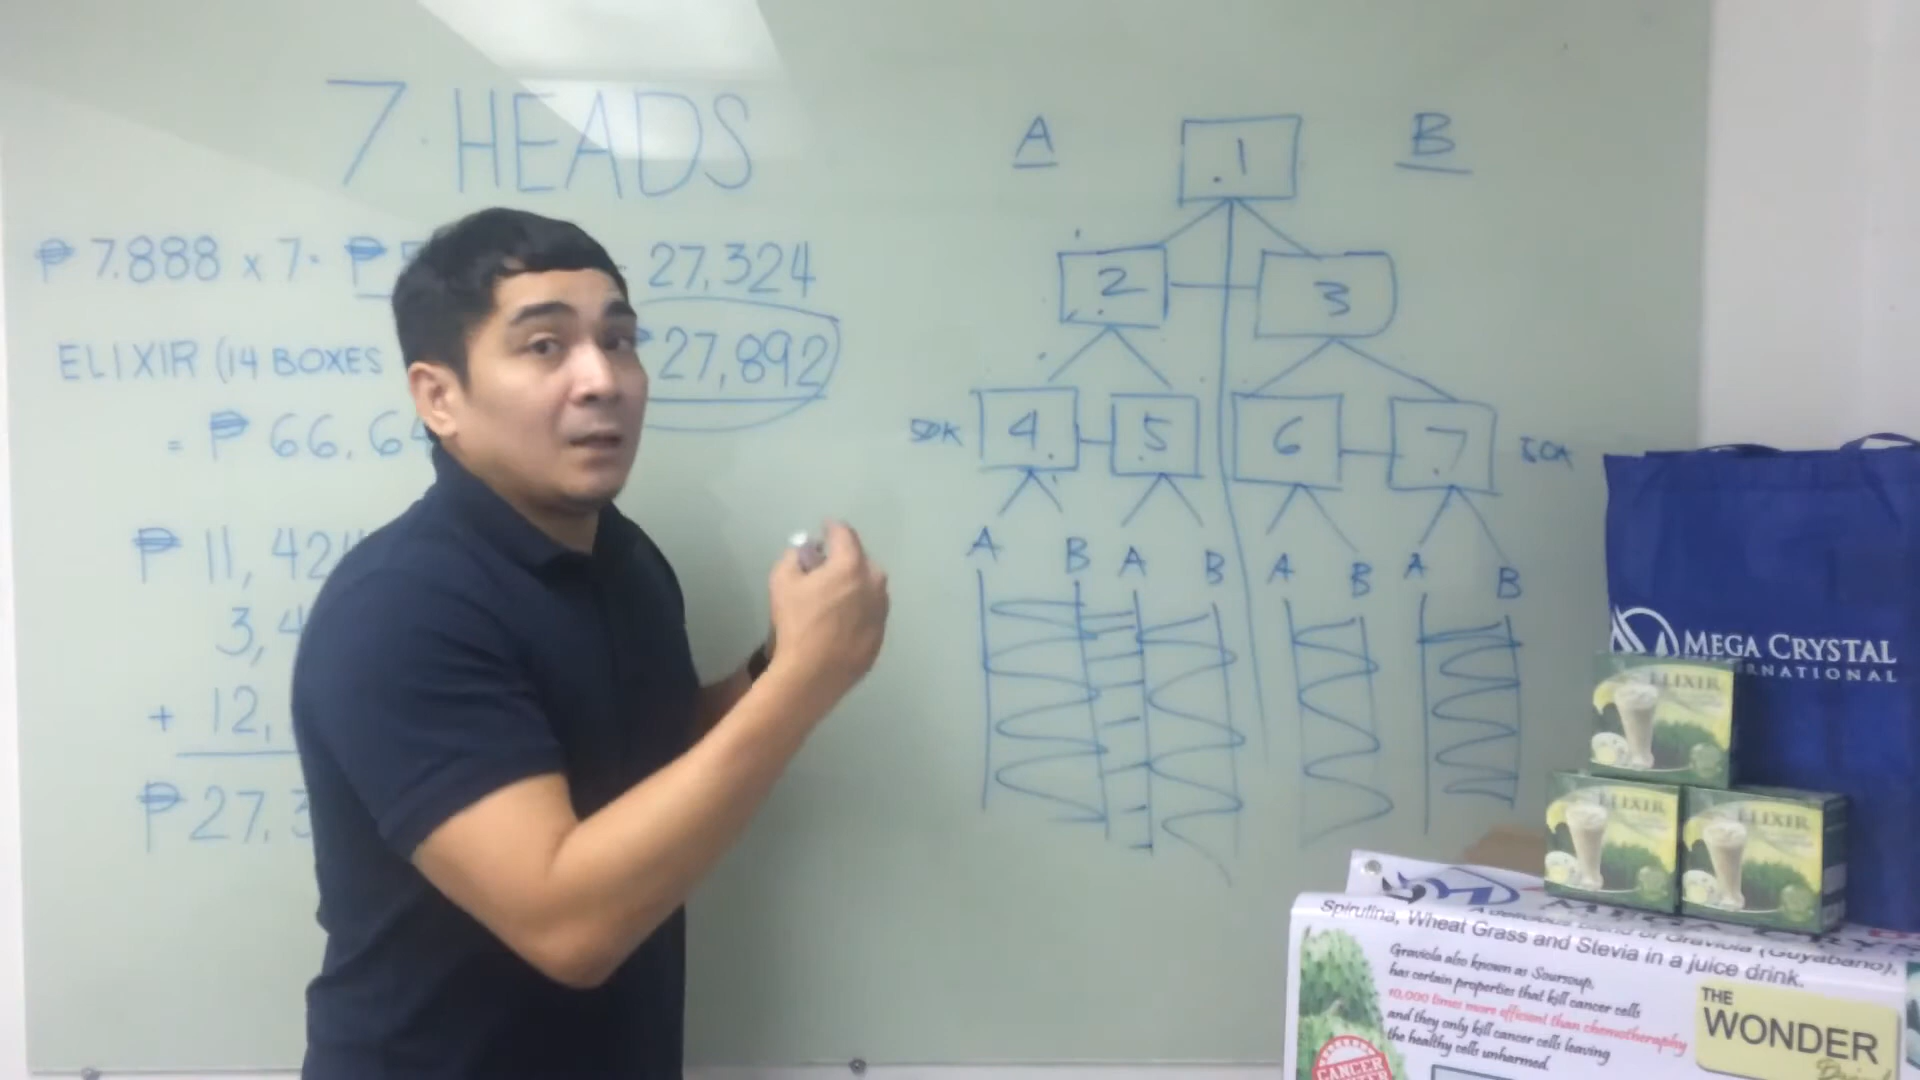 7. HEADS
₱ 7.888 x 7. ₱
27,324
ELIXIR (14 BOXES
27,892
= ₱ 66.64
₱ 11,424
3,4
+ 12,
₱ 27.3
A
B
1
2
3
50K
4
5
6
7
50K
A B A B A B A B
MEGA CRYSTAL
ELIXIR
ELIXIR
ELIXIR
Spirulina, Wheat Grass and Stevia in a juice drink.
Graviola also known as Soursoup,
has certain properties that kill cancer cells
10,000 times more efficient than chemotheraphy
and they only kill cancer cells leaving
the healthy cells unharmed.
THE
WONDER
CANCER